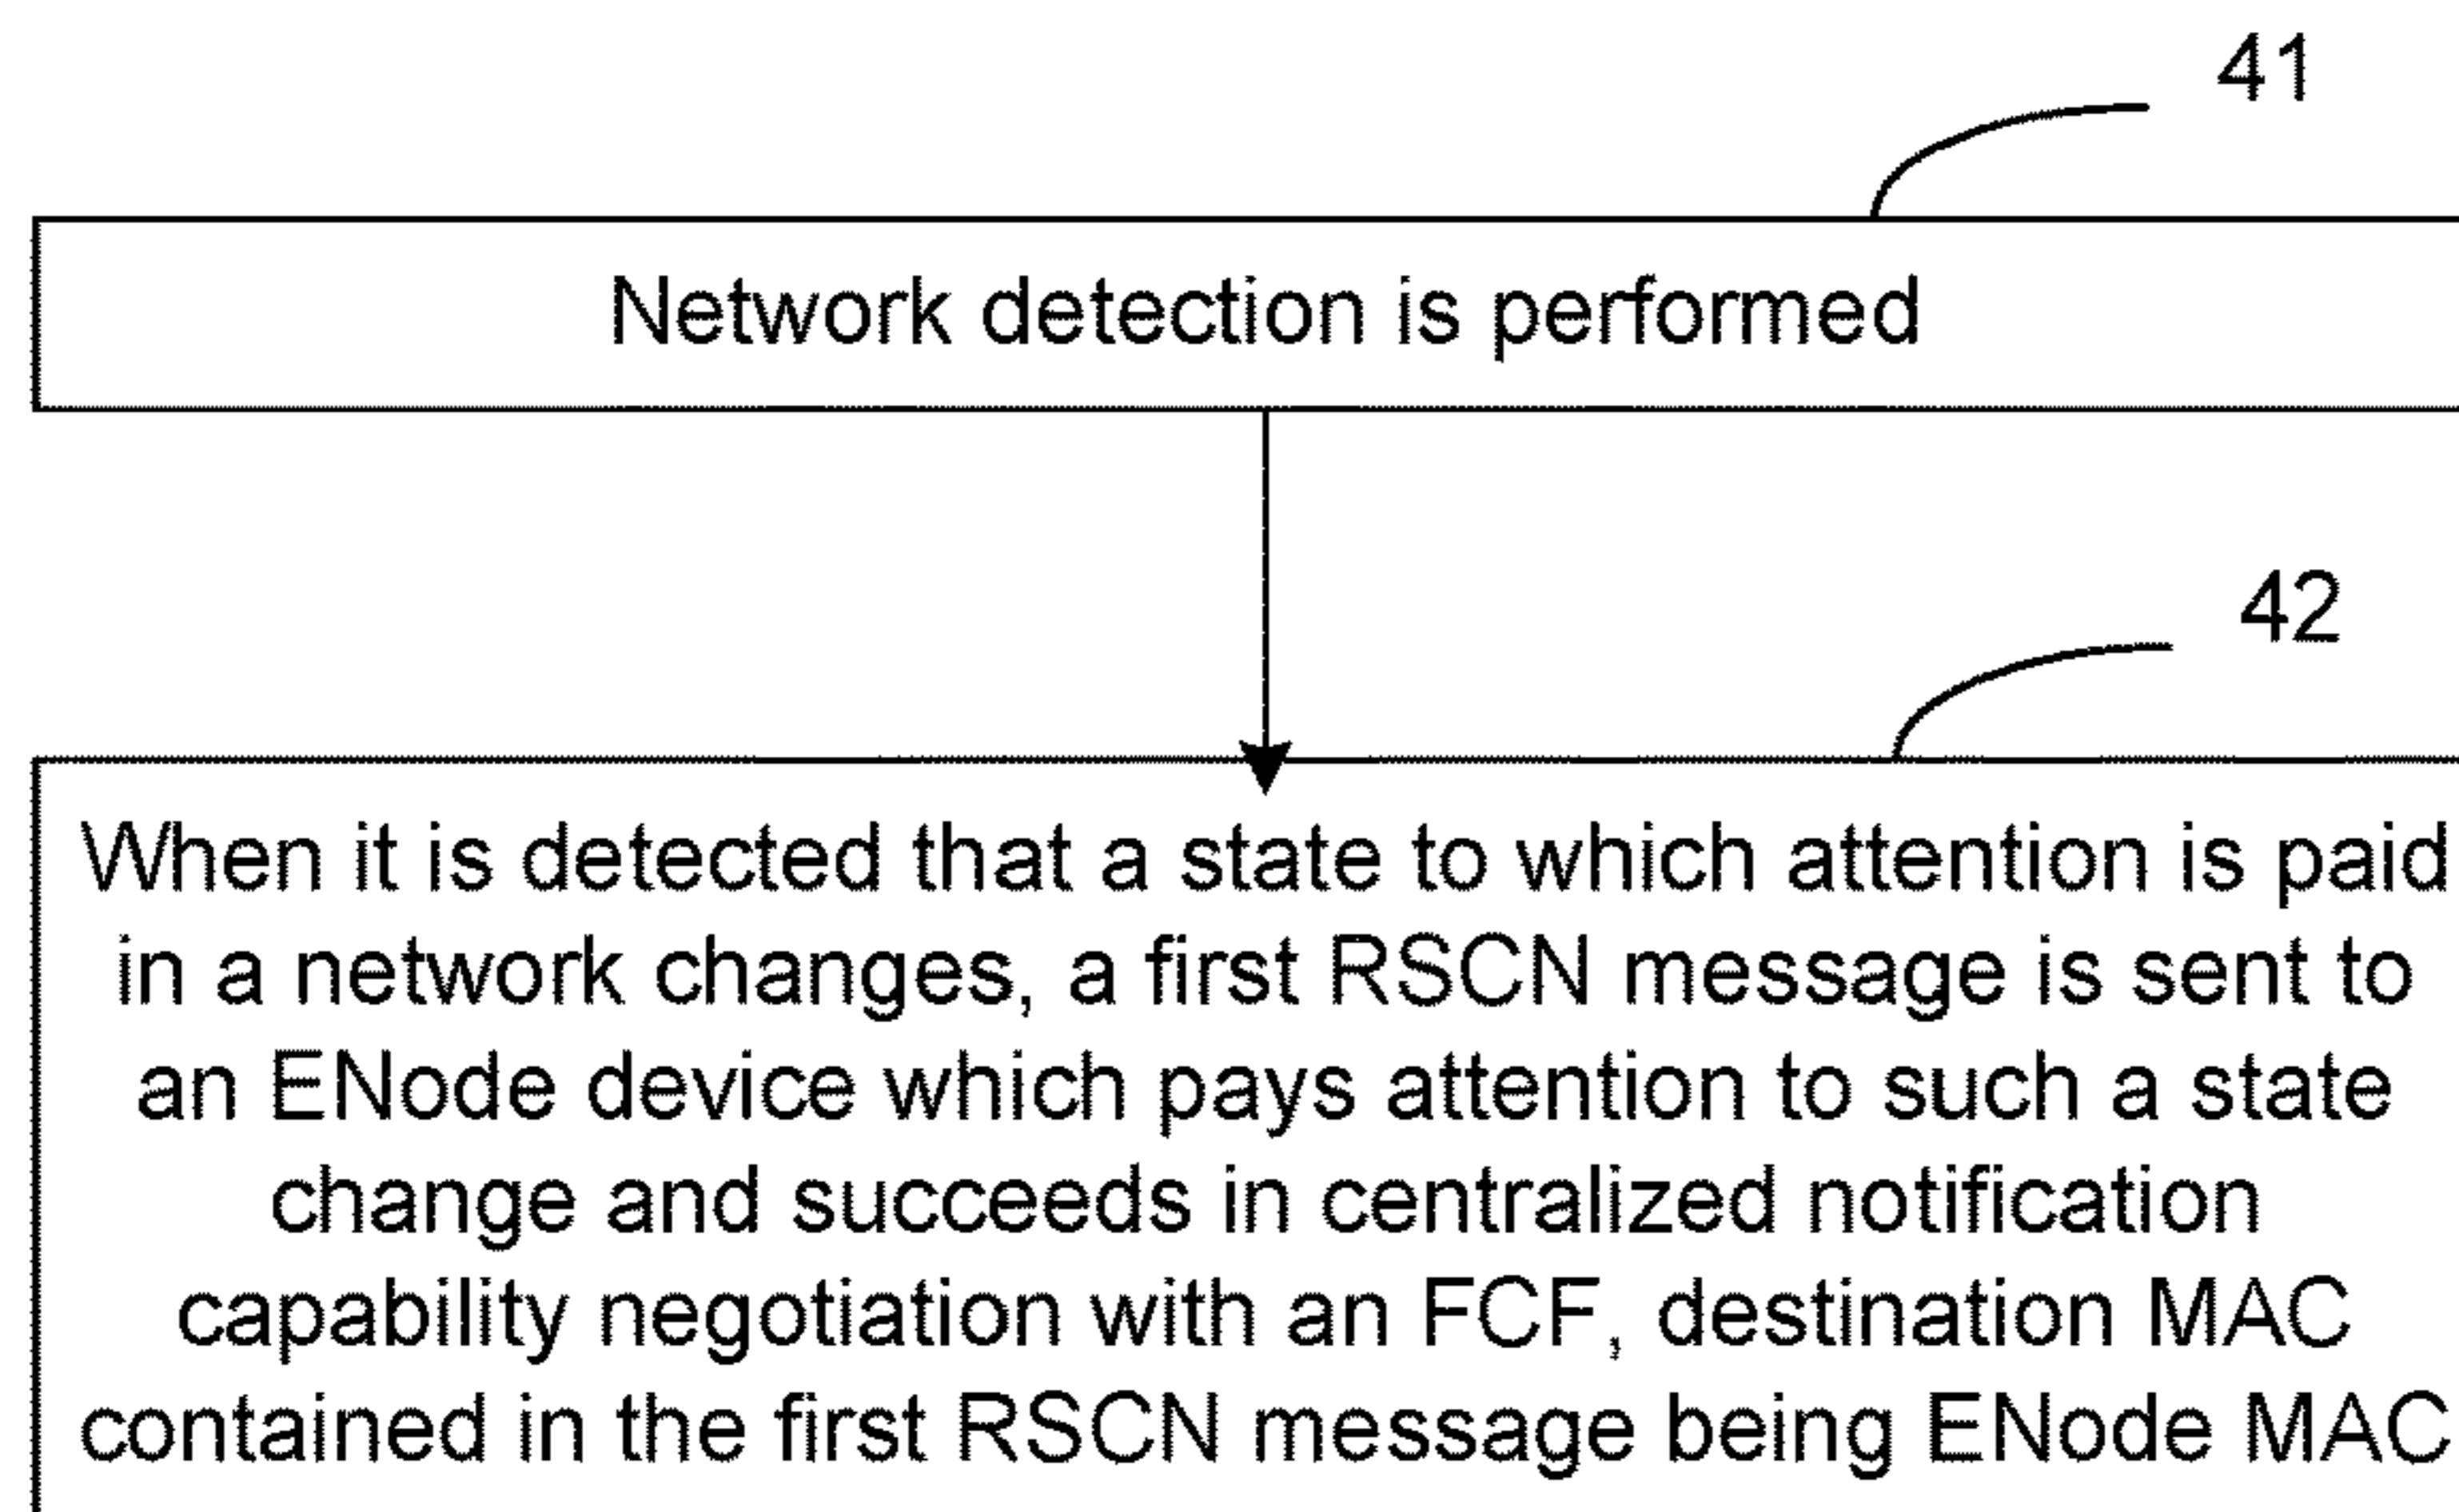 41
Network detection is performed
42
When it is detected that a state to which attention is paid
in a network changes, a first RSCN message is sent to
an ENode device which pays attention to such a state
change and succeeds in centralized notification
capability negotiation with an FCF, destination MAC
contained in the first RSCN message being ENode MAC